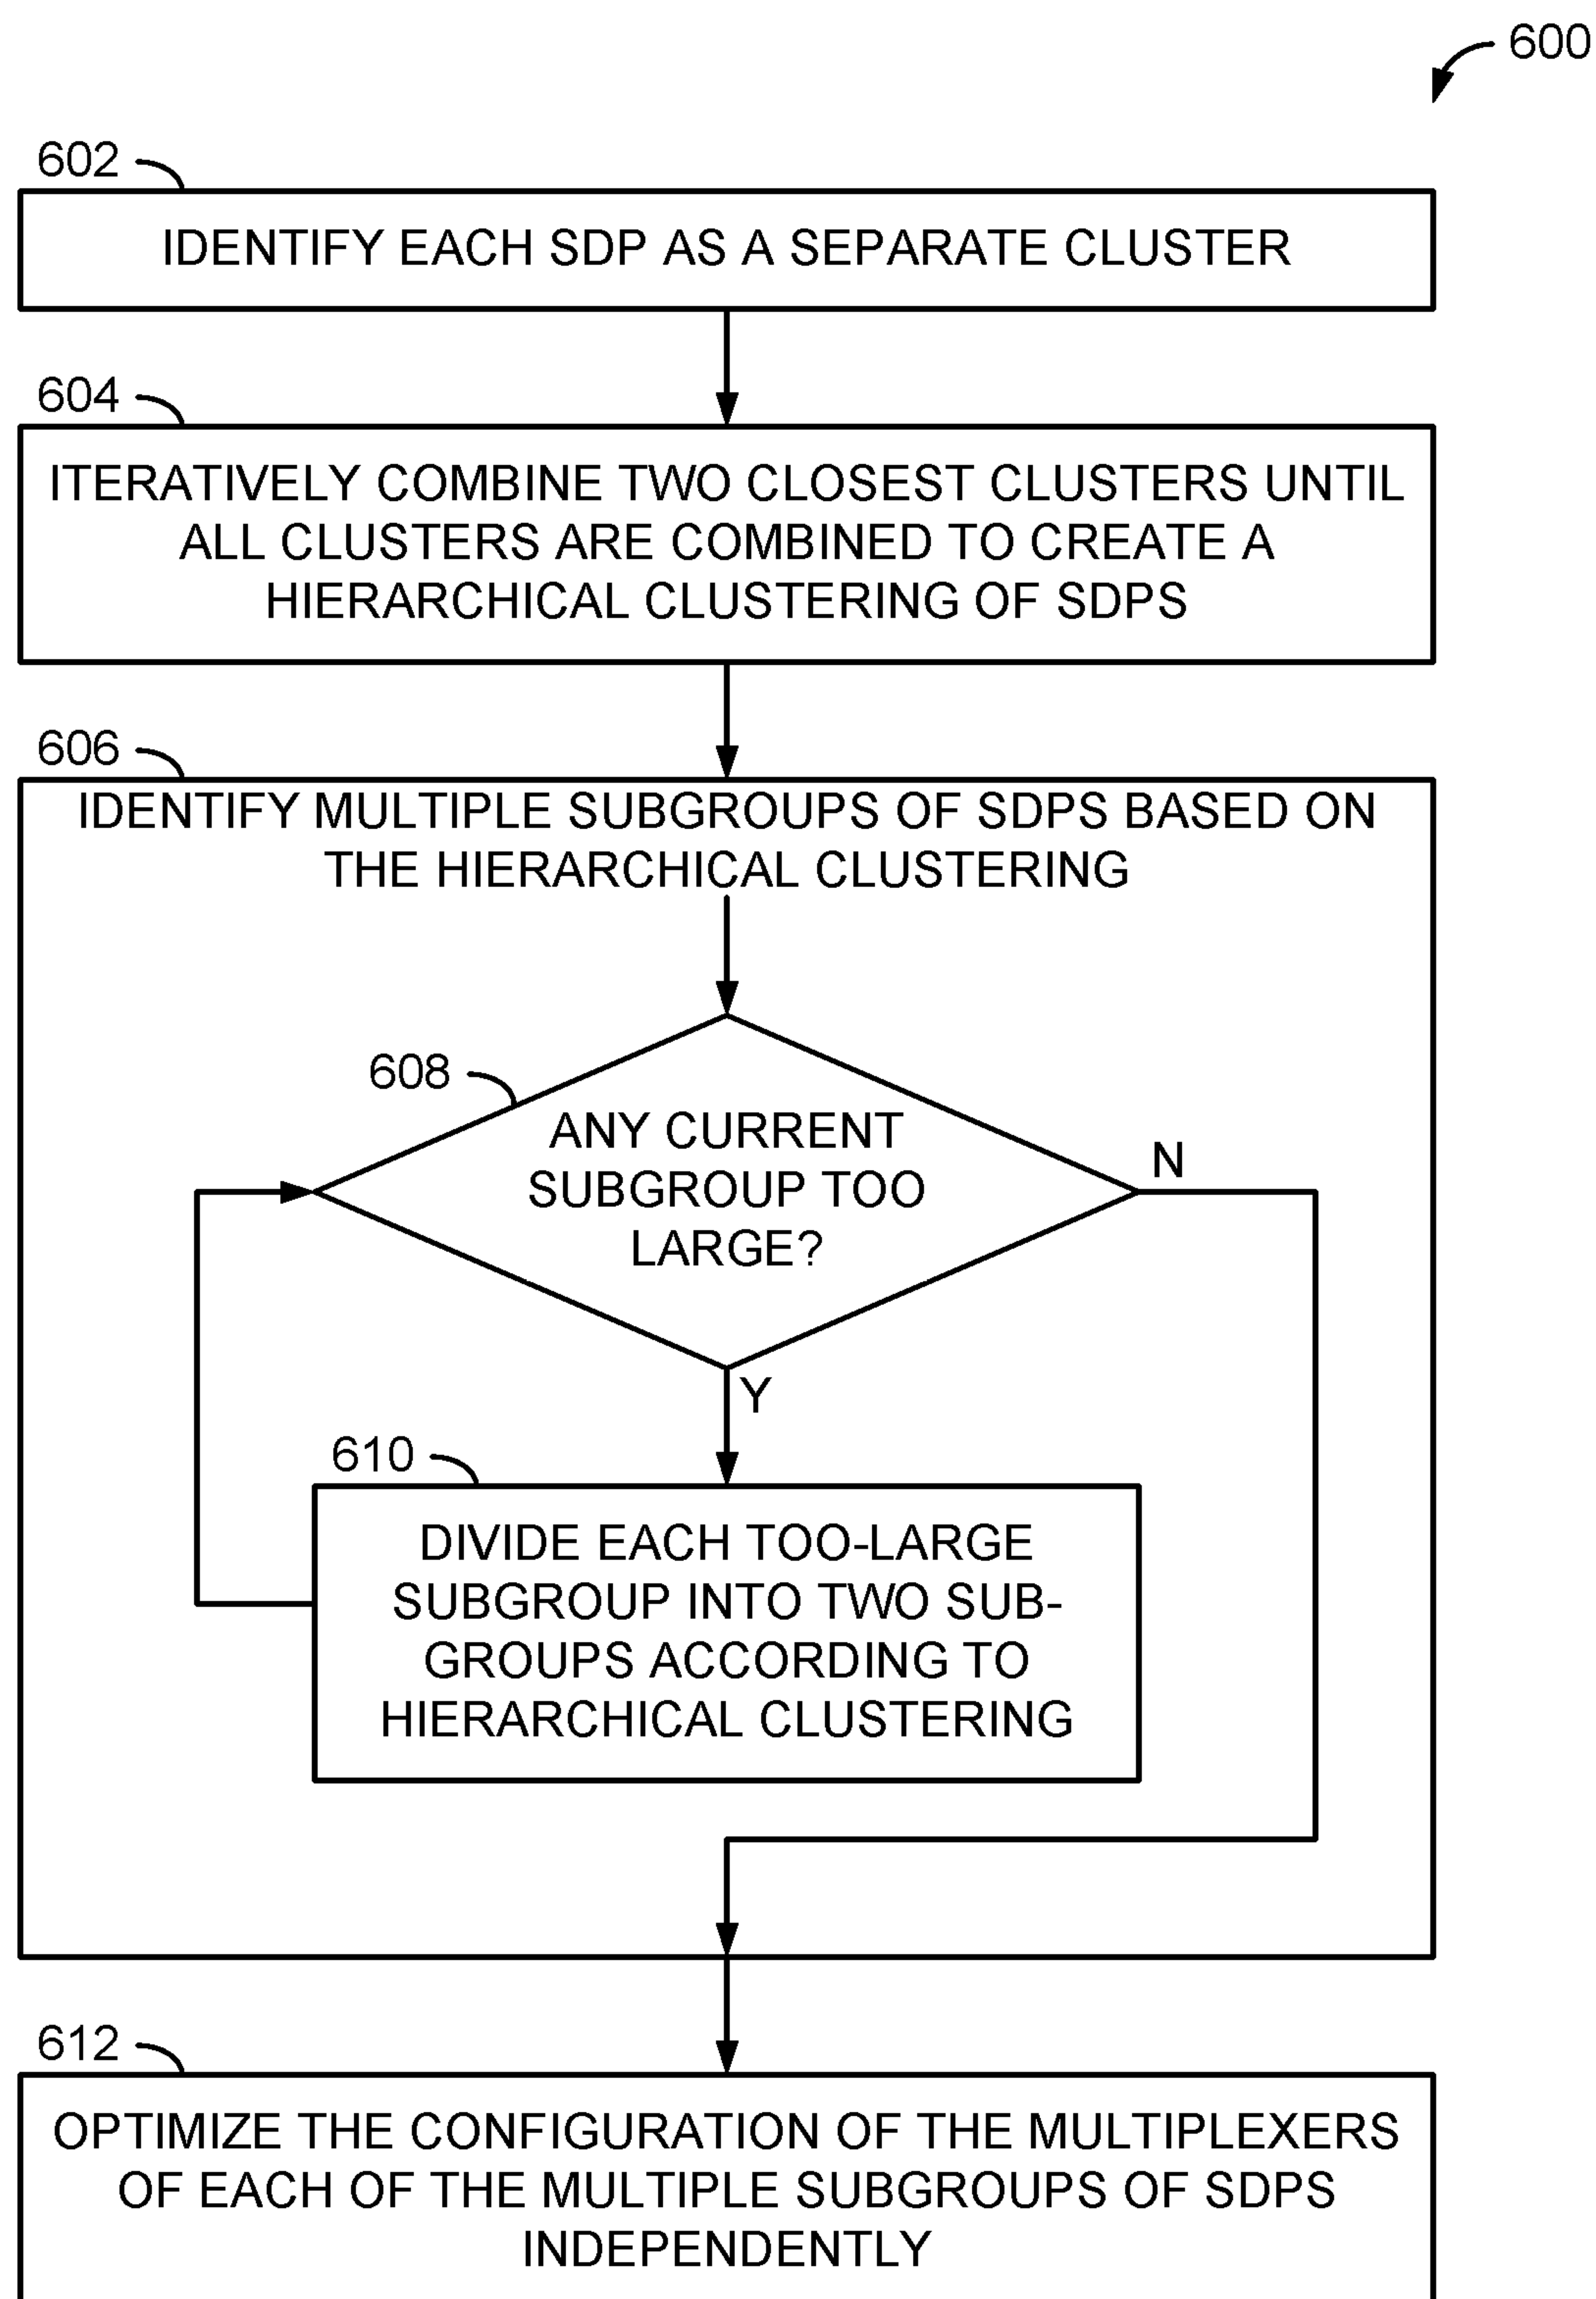 600
602
IDENTIFY EACH SDP AS A SEPARATE CLUSTER
604
ITERATIVELY COMBINE TWO CLOSEST CLUSTERS UNTIL
ALL CLUSTERS ARE COMBINED TO CREATE A
HIERARCHICAL CLUSTERING OF SDPS
606
IDENTIFY MULTIPLE SUBGROUPS OF SDPS BASED ON
THE HIERARCHICAL CLUSTERING
608
ANY CURRENT
SUBGROUP TOO
LARGE?
N
Y
610
DIVIDE EACH TOO-LARGE
SUBGROUP INTO TWO SUB-
GROUPS ACCORDING TO
HIERARCHICAL CLUSTERING
612
OPTIMIZE THE CONFIGURATION OF THE MULTIPLEXERS
OF EACH OF THE MULTIPLE SUBGROUPS OF SDPS
INDEPENDENTLY